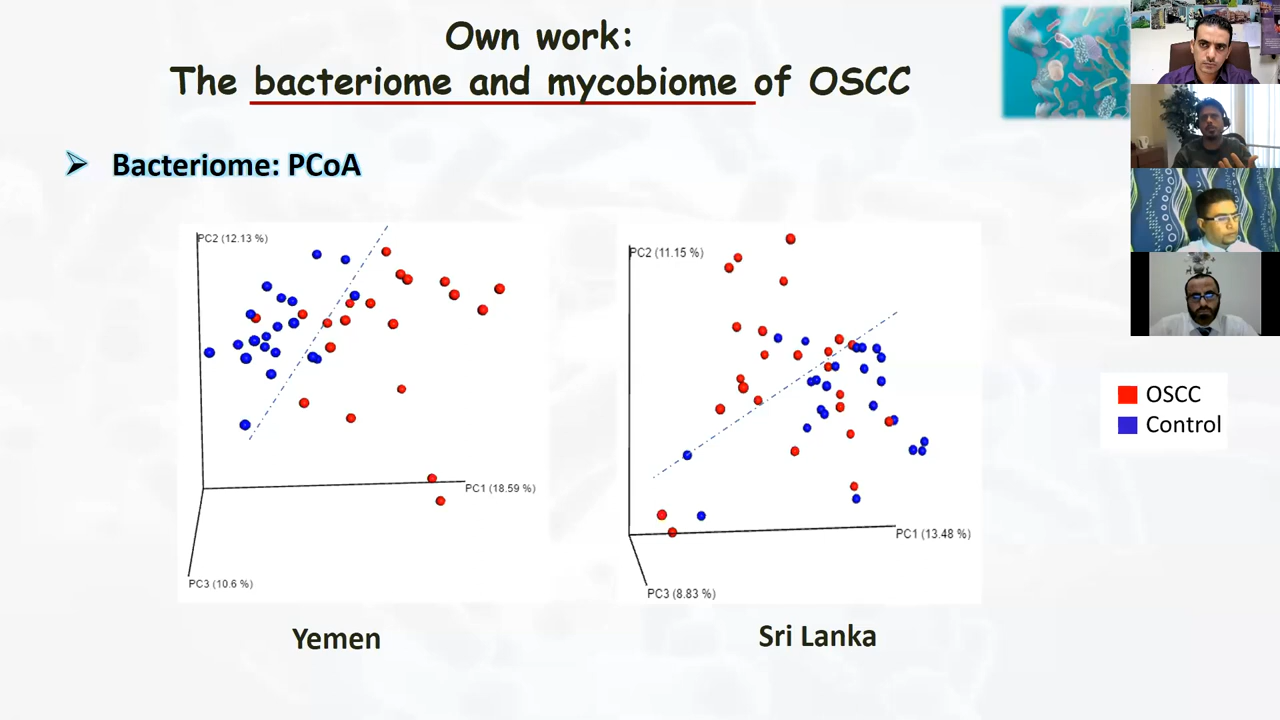 Own work:
The bacteriome and mycobiome of OSCC
Bacteriome: PCoA
PC2 (12.13 %)
PC1 (18.59 %)
PC3 (10.6 %)
Yemen
PC2 (11.15 %)
PC1 (13.48 %)
PC3 (8.83 %)
Sri Lanka
OSCC
Control